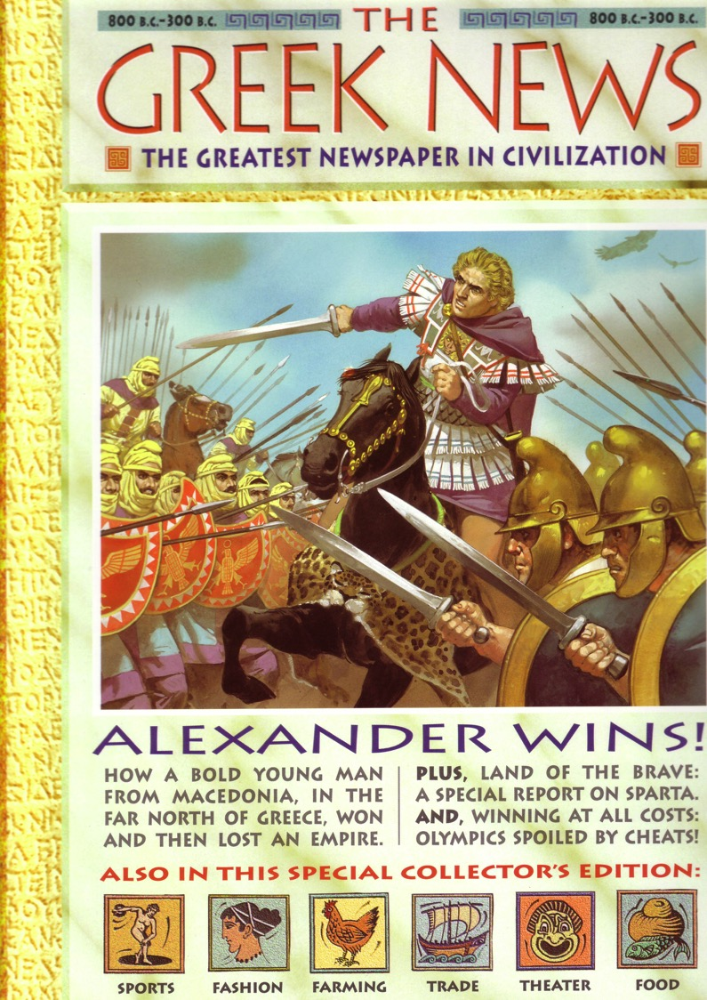 800 B.C.-300 B.C.
THE
800 B.C.-300 B.C.
GREEK NEWS
THE GREATEST NEWSPAPER IN CIVILIZATION
ALEXANDER WINS!
HOW A BOLD YOUNG MAN
FROM MACEDONIA, IN THE
FAR NORTH OF GREECE, WON
AND THEN LOST AN EMPIRE.
PLUS, LAND OF THE BRAVE:
A SPECIAL REPORT ON SPARTA.
AND, WINNING AT ALL COSTS:
OLYMPICS SPOILED BY CHEATS!
ALSO IN THIS SPECIAL COLLECTOR'S EDITION:
SPORTS
FASHION
FARMING
TRADE
THEATER
FOOD